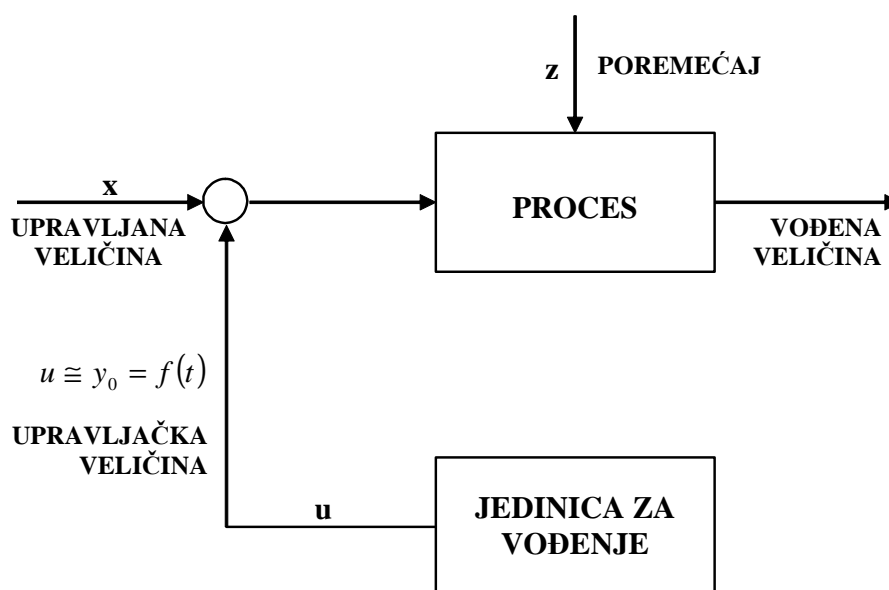 z
POREMEĆAJ
x
UPRAVLJANA
VELIČINA
PROCES
VOĐENA
VELIČINA
u ≅ y₀ = f(t)
UPRAVLJAČKA
VELIČINA
u
JEDINICA ZA
VOĐENJE